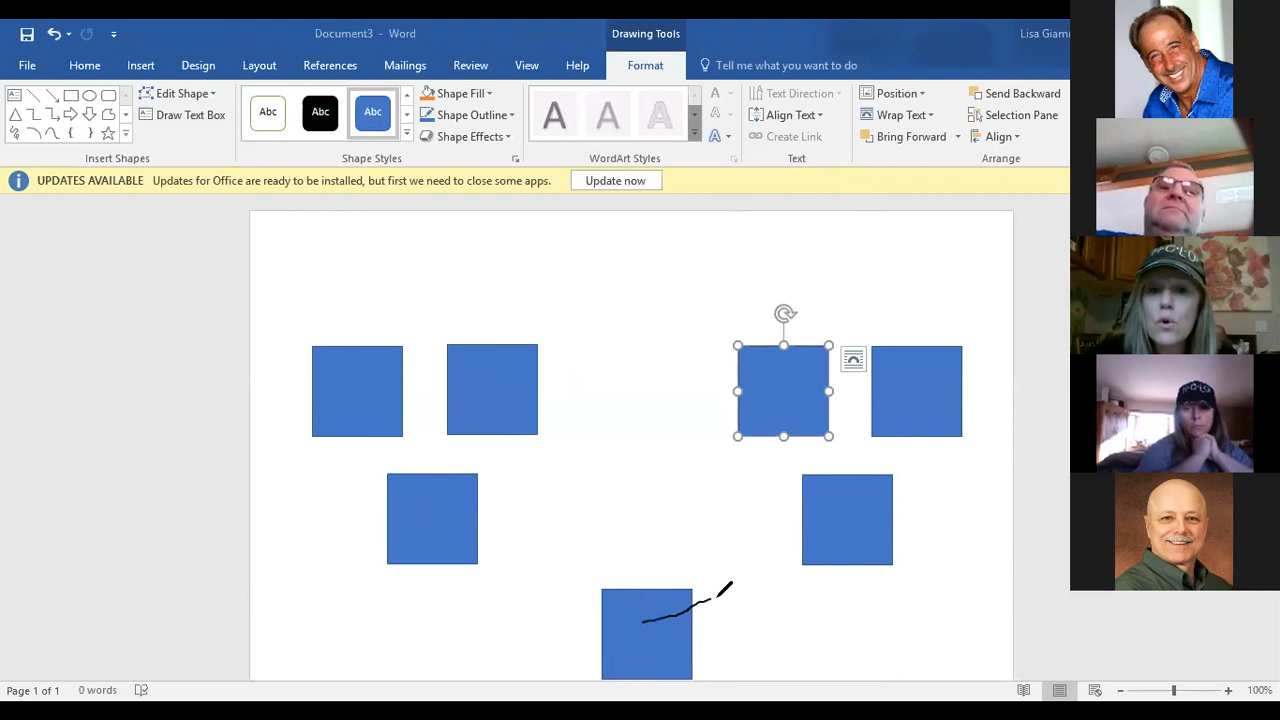 Document3 - Word
Drawing Tools
Lisa Giam
File Home Insert Design Layout References Mailings Review View Help Format Tell me what you want to do
Edit Shape
Draw Text Box
Insert Shapes
Abc Abc Abc
Shape Fill
Shape Outline
Shape Effects
Shape Styles
A A A
WordArt Styles
A
A
A
Text Direction
Align Text
Create Link
Text
Position
Wrap Text
Bring Forward
Send Backward
Selection Pane
Align
Arrange
UPDATES AVAILABLE Updates for Office are ready to be installed, but first we need to close some apps. Update now
Page 1 of 1 0 words
100%